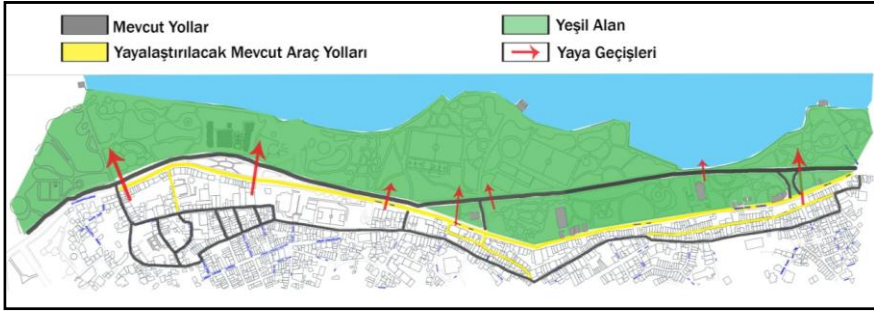 Mevcut Yollar
Yeşil Alan
Yayalaştırılacak Mevcut Araç Yolları
Yaya Geçişleri